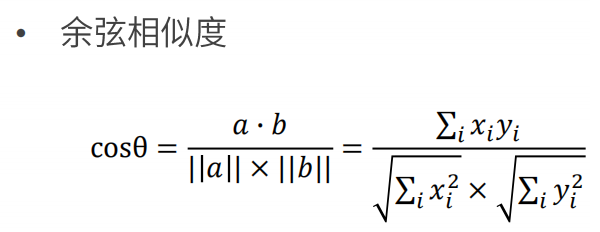 • 余弦相似度
cosθ = a · b / ||a|| × ||b|| = ∑ᵢ xᵢyᵢ / √∑ᵢ xᵢ² × √∑ᵢ yᵢ²